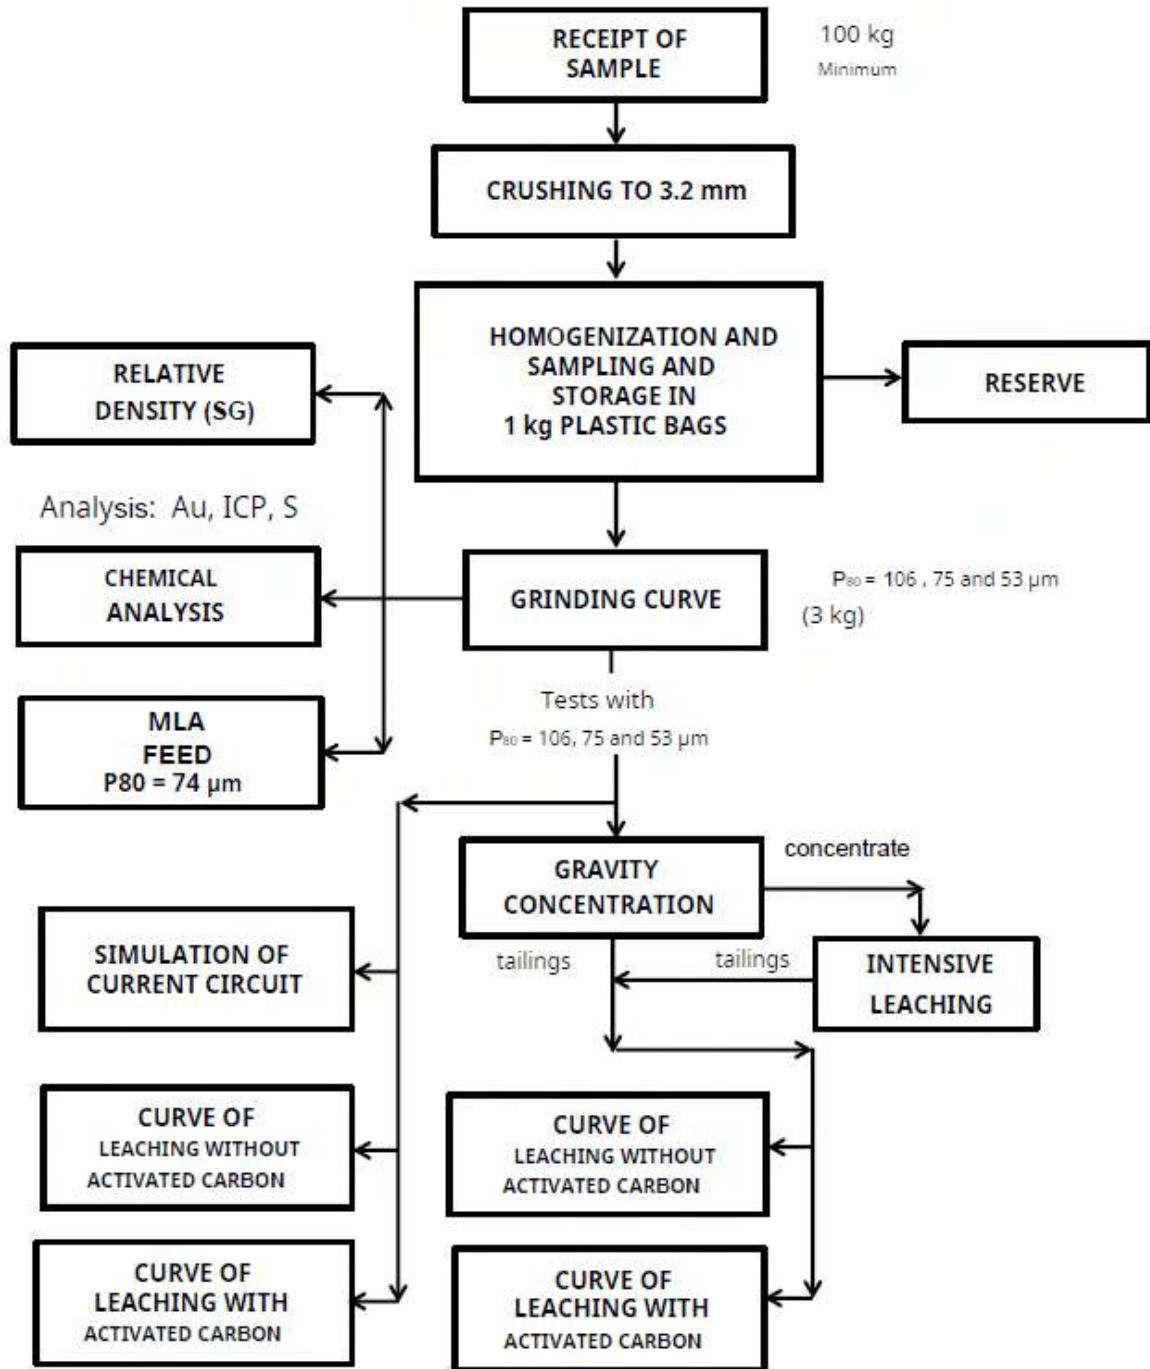 RECEIPT OF
SAMPLE
100 kg
Minimum
CRUSHING TO 3.2 mm
HOMOGENIZATION AND
SAMPLING AND
STORAGE IN
1 kg PLASTIC BAGS
RESERVE
RELATIVE
DENSITY (SG)
Analysis: Au, ICP, S
CHEMICAL
ANALYSIS
GRINDING CURVE
P80 = 106 , 75 and 53 µm
(3 kg)
MLA
FEED
P80 = 74 µm
Tests with
P80 = 106, 75 and 53 µm
GRAVITY
CONCENTRATION
concentrate
tailings
tailings
INTENSIVE
LEACHING
SIMULATION OF
CURRENT CIRCUIT
CURVE OF
LEACHING WITHOUT
ACTIVATED CARBON
CURVE OF
LEACHING WITH
ACTIVATED CARBON
CURVE OF
LEACHING WITHOUT
ACTIVATED CARBON
CURVE OF
LEACHING WITH
ACTIVATED CARBON